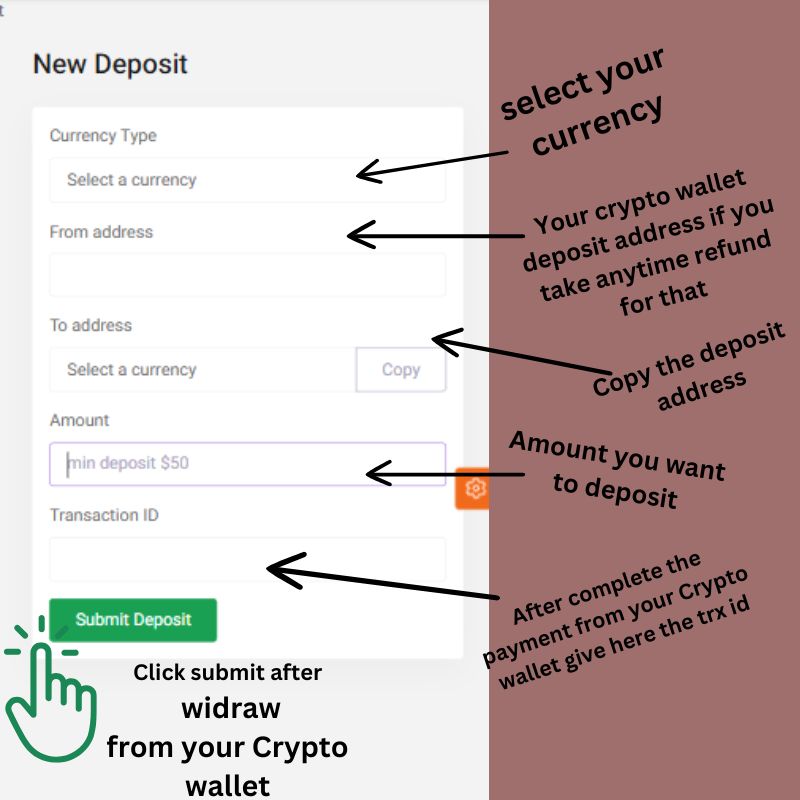 t
New Deposit
Currency Type
Select a currency
From address
To address
Select a currency
Copy
Amount
min deposit $50
Transaction ID
Submit Deposit
select your
currency
Your crypto wallet
deposit address if you
take anytime refund
for that
Copy the deposit
address
Amount you want
to deposit
After complete the
payment from your Crypto
wallet give here the trx id
Click submit after
widraw
from your Crypto
wallet